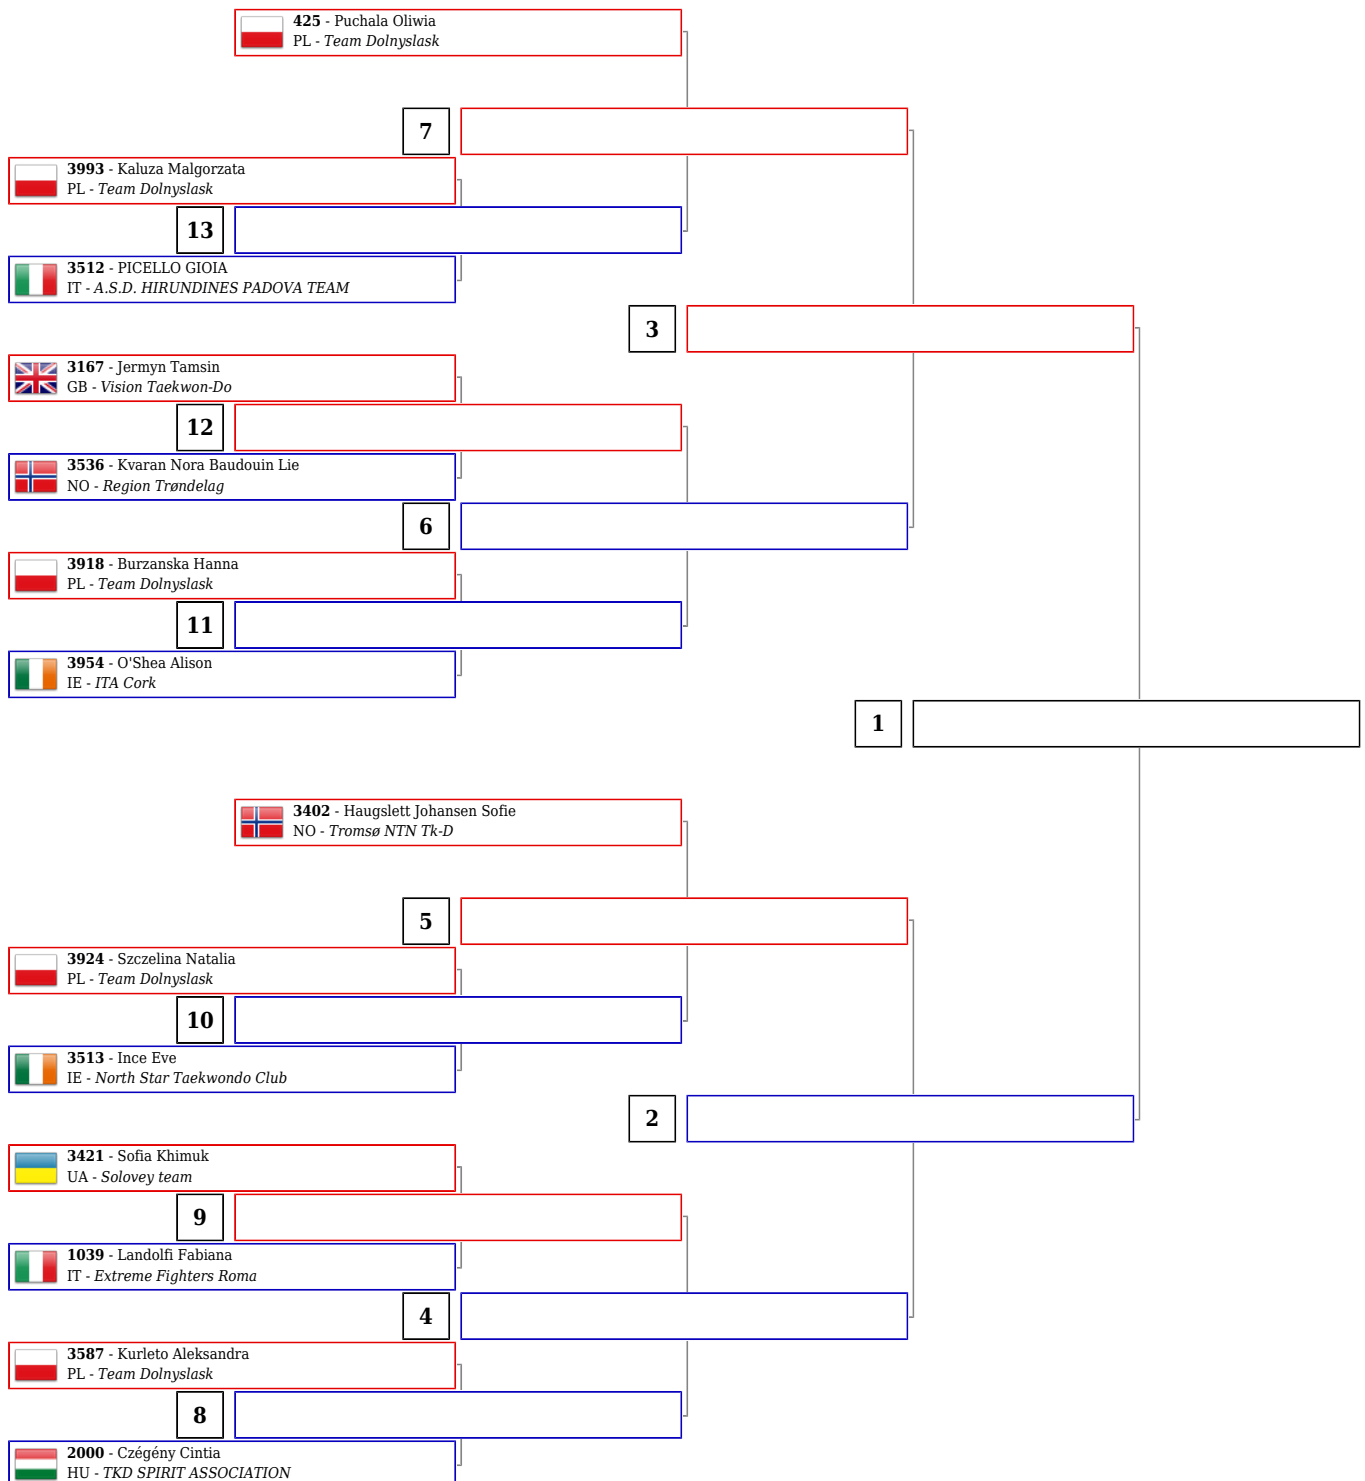 425 - Puchala Oliwia
PL - Team Dolnyslask
7
3993 - Kaluza Malgorzata
PL - Team Dolnyslask
13
3512 - PICELLO GIOIA
IT - A.S.D. HIRUNDINES PADOVA TEAM
3
3167 - Jermyn Tamsin
GB - Vision Taekwon-Do
12
3536 - Kvaran Nora Baudouin Lie
NO - Region Trøndelag
6
3918 - Burzanska Hanna
PL - Team Dolnyslask
11
3954 - O'Shea Alison
IE - ITA Cork
1
3402 - Haugslett Johansen Sofie
NO - Tromsø NTN Tk-D
5
3924 - Szczelina Natalia
PL - Team Dolnyslask
10
3513 - Ince Eve
IE - North Star Taekwondo Club
2
3421 - Sofia Khimuk
UA - Solovey team
9
1039 - Landolfi Fabiana
IT - Extreme Fighters Roma
4
3587 - Kurleto Aleksandra
PL - Team Dolnyslask
8
2000 - Czégény Cintia
HU - TKD SPIRIT ASSOCIATION